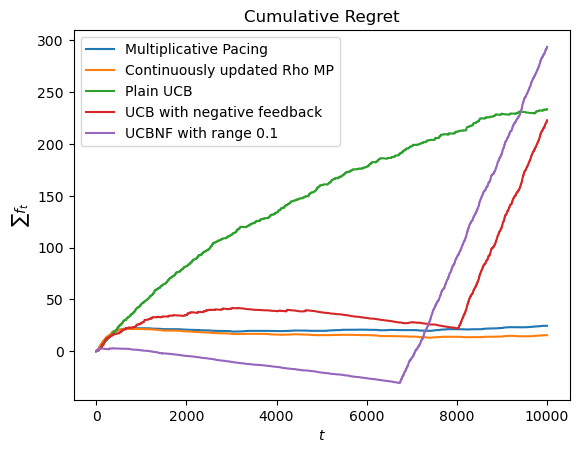 Cumulative Regret
Multiplicative Pacing
Continuously updated Rho MP
Plain UCB
UCB with negative feedback
UCBNF with range 0.1
300
250
200
150
100
50
0
∑ f_t
0 2000 4000 6000 8000 10000
t